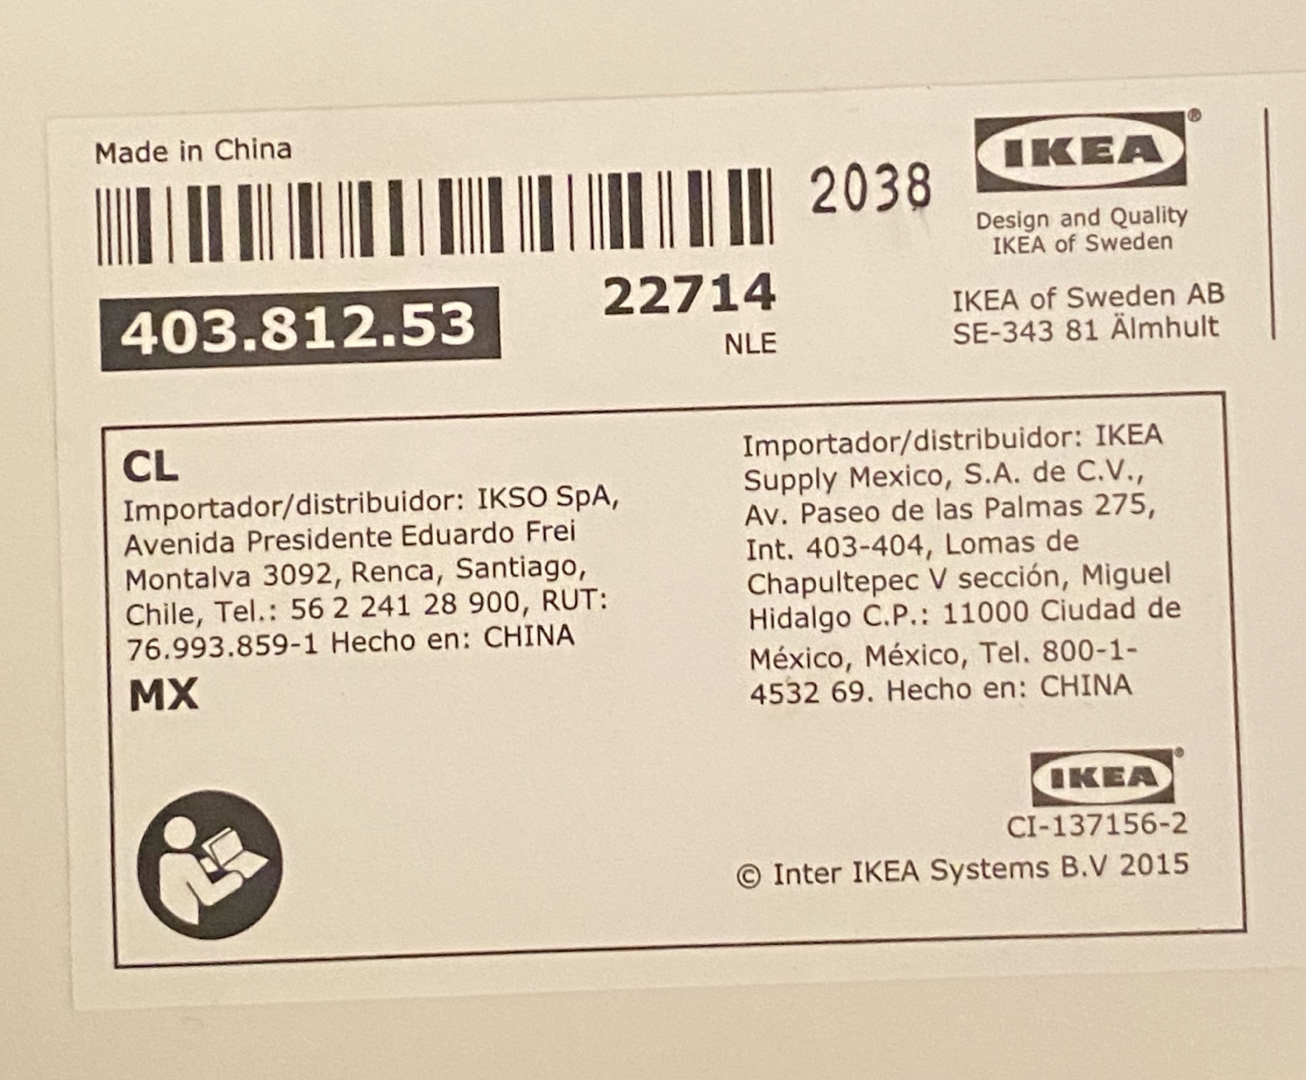 Made in China
2038
IKEA®
Design and Quality
IKEA of Sweden
403.812.53
22714
NLE
IKEA of Sweden AB
SE-343 81 Älmhult
CL
Importador/distribuidor: IKSO SpA,
Avenida Presidente Eduardo Frei
Montalva 3092, Renca, Santiago,
Chile, Tel.: 56 2 241 28 900, RUT:
76.993.859-1 Hecho en: CHINA
MX
Importador/distribuidor: IKEA
Supply Mexico, S.A. de C.V.,
Av. Paseo de las Palmas 275,
Int. 403-404, Lomas de
Chapultepec V sección, Miguel
Hidalgo C.P.: 11000 Ciudad de
México, México, Tel. 800-1-
4532 69. Hecho en: CHINA
IKEA®
CI-137156-2
© Inter IKEA Systems B.V 2015